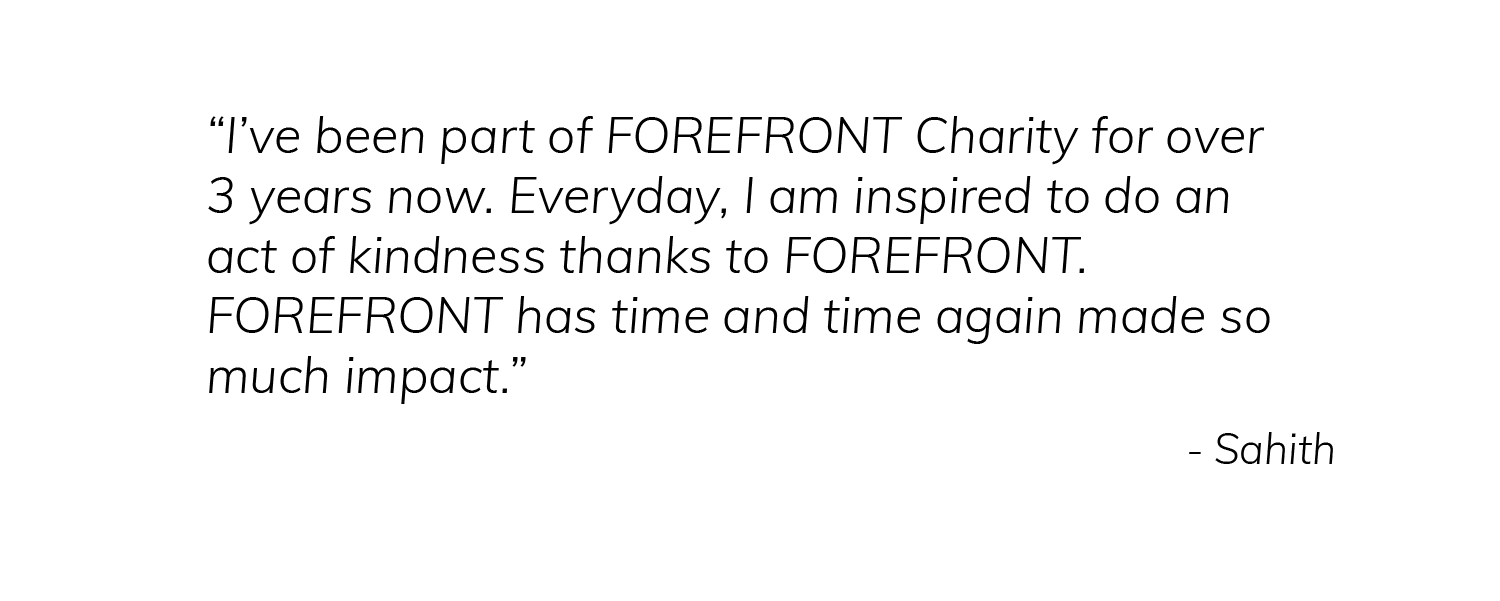 “I’ve been part of FOREFRONT Charity for over
3 years now. Everyday, I am inspired to do an
act of kindness thanks to FOREFRONT.
FOREFRONT has time and time again made so
much impact.”
- Sahith